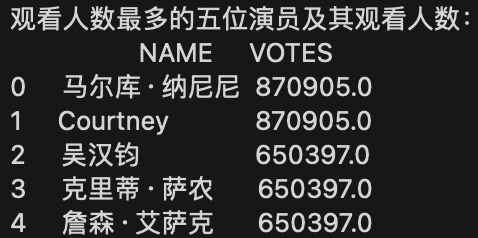 观看人数最多的五位演员及其观看人数：
NAME VOTES
0 马尔库·纳尼尼 870905.0
1 Courtney 870905.0
2 吴汉钧 650397.0
3 克里蒂·萨农 650397.0
4 詹森·艾萨克 650397.0